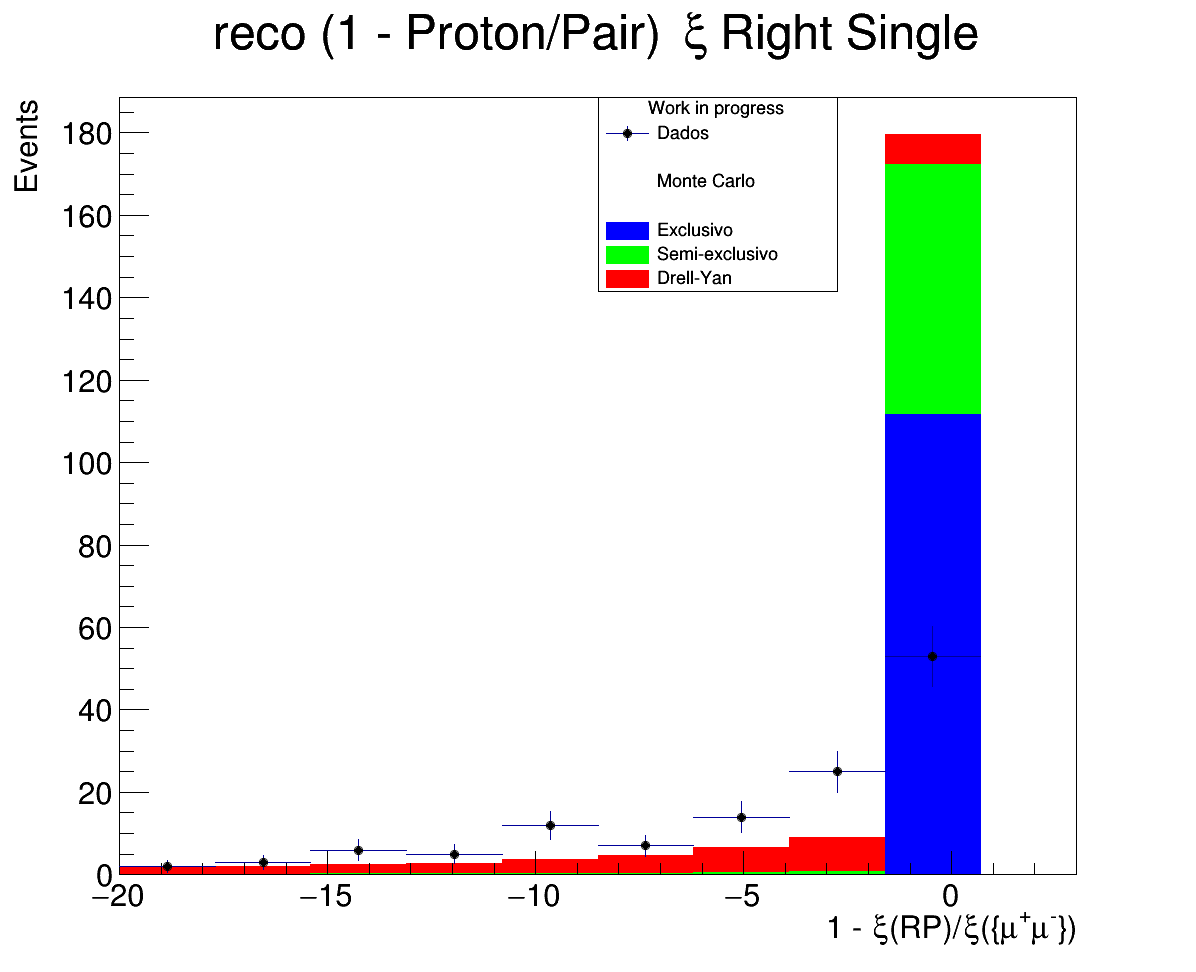 reco (1 - Proton/Pair) ξ Right Single
Events
180
160
140
120
100
80
60
40
20
0
Work in progress
Dados
Monte Carlo
Exclusivo
Semi-exclusivo
Drell-Yan
−20 −15 −10 −5 0
1 - ξ(RP)/ξ({μ⁺μ⁻})